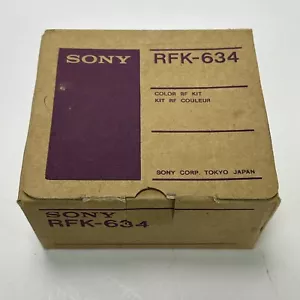 SONY
RFK-634
COLOR RF KIT
KIT RF COULEUR
SONY CORP. TOKYO JAPAN
SONY
RFK-634